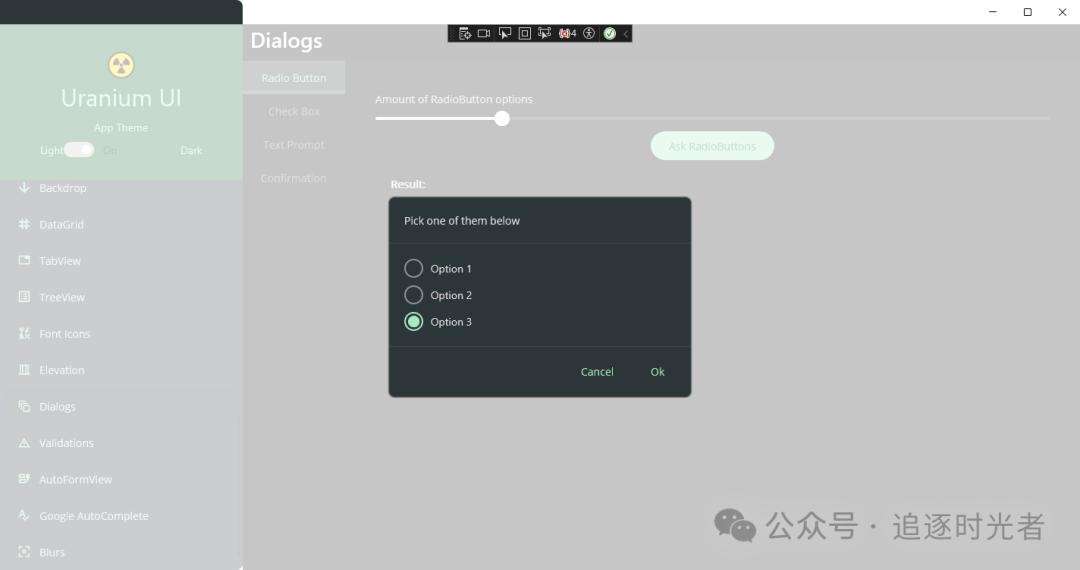 Uranium UI
App Theme
Light On Dark
Backdrop
DataGrid
TabView
TreeView
Font Icons
Elevation
Dialogs
Validations
AutoFormView
Google AutoComplete
Blurs
Dialogs
4
Radio Button
Check Box
Text Prompt
Confirmation
Amount of RadioButton options
Ask RadioButtons
Result:
Pick one of them below
Option 1
Option 2
Option 3
Cancel Ok
公众号 · 追逐时光者